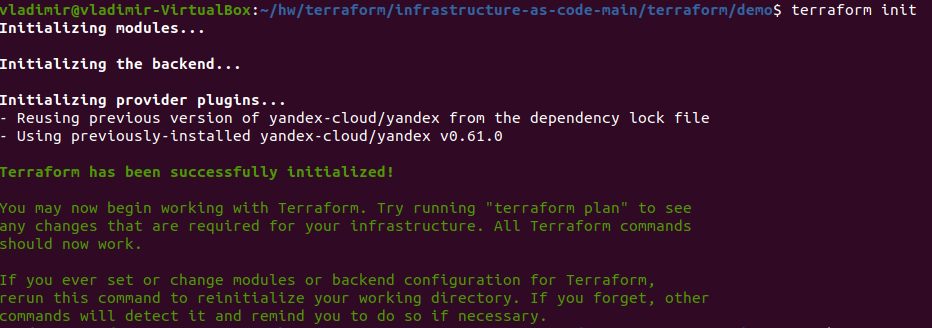 vladimir@vladimir-VirtualBox:~/hw/terraform/infrastructure-as-code-main/terraform/demo$ terraform init
Initializing modules...
Initializing the backend...
Initializing provider plugins...
- Reusing previous version of yandex-cloud/yandex from the dependency lock file
- Using previously-installed yandex-cloud/yandex v0.61.0
Terraform has been successfully initialized!
You may now begin working with Terraform. Try running "terraform plan" to see
any changes that are required for your infrastructure. All Terraform commands
should now work.
If you ever set or change modules or backend configuration for Terraform,
rerun this command to reinitialize your working directory. If you forget, other
commands will detect it and remind you to do so if necessary.